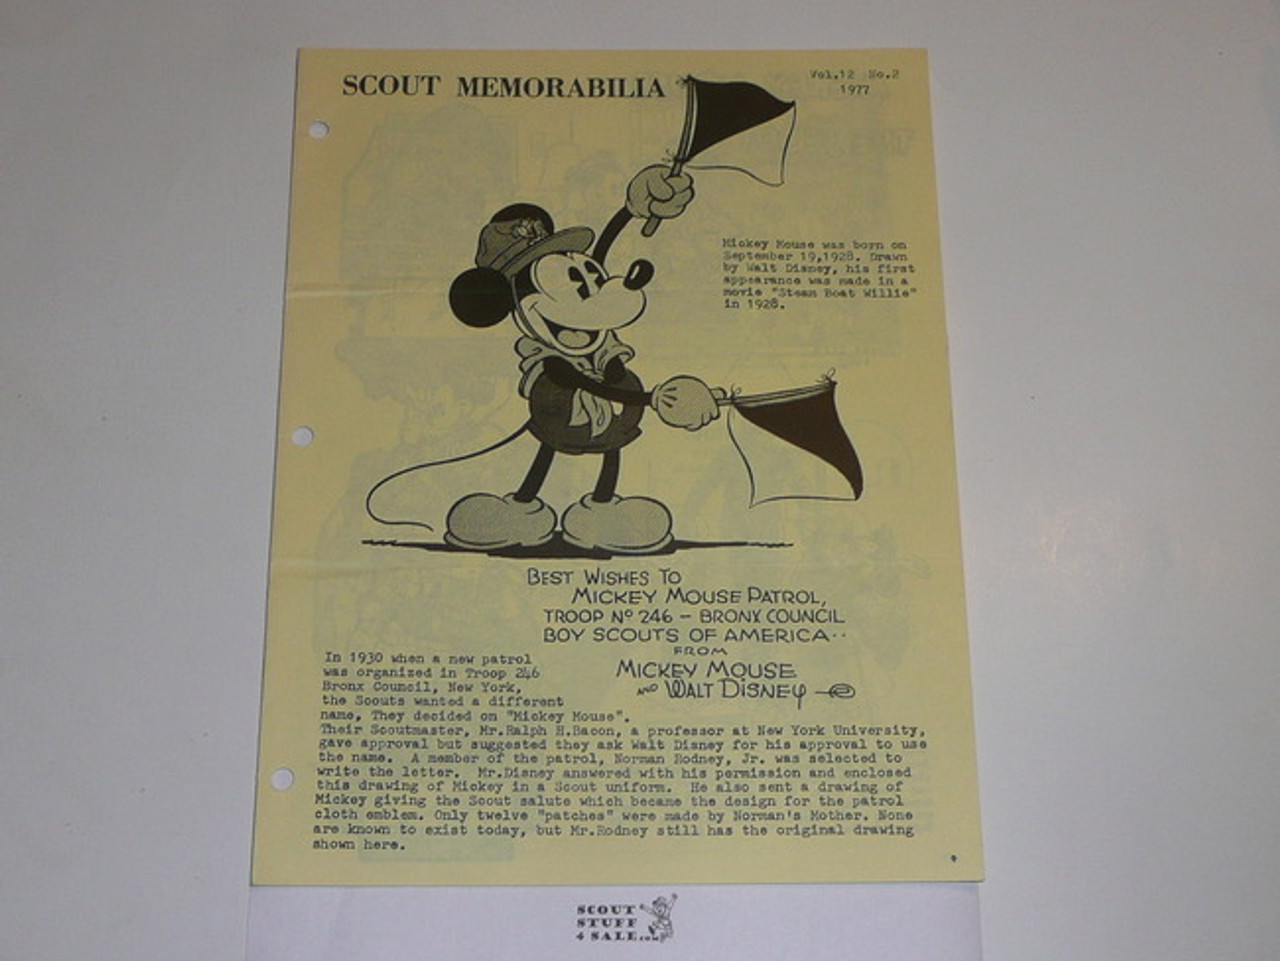 SCOUT MEMORABILIA
Vol.12 No.2
1977
Mickey Mouse was born on
September 19,1928. Drawn
by Walt Disney, his first
appearance was made in a
movie "Steam Boat Willie"
in 1928.
BEST WISHES TO
MICKEY MOUSE PATROL,
TROOP Nº 246 - BRONX COUNCIL
BOY SCOUTS OF AMERICA..
FROM
MICKEY MOUSE
AND WALT DISNEY
In 1930 when a new patrol
was organized in Troop 246
Bronx Council, New York,
the Scouts wanted a different
name, They decided on "Mickey Mouse".
Their Scoutmaster, Mr.Ralph H.Bacon, a professor at New York University,
gave approval but suggested they ask Walt Disney for his approval to use
the name. A member of the patrol, Norman Rodney, Jr. was selected to
write the letter. Mr.Disney answered with his permission and enclosed
this drawing of Mickey in a Scout uniform. He also sent a drawing of
Mickey giving the Scout salute which became the design for the patrol
cloth emblem. Only twelve "patches" were made by Norman's Mother. None
are known to exist today, but Mr.Rodney still has the original drawing
shown here.
SCOUT
STUFF
4 SALE.com